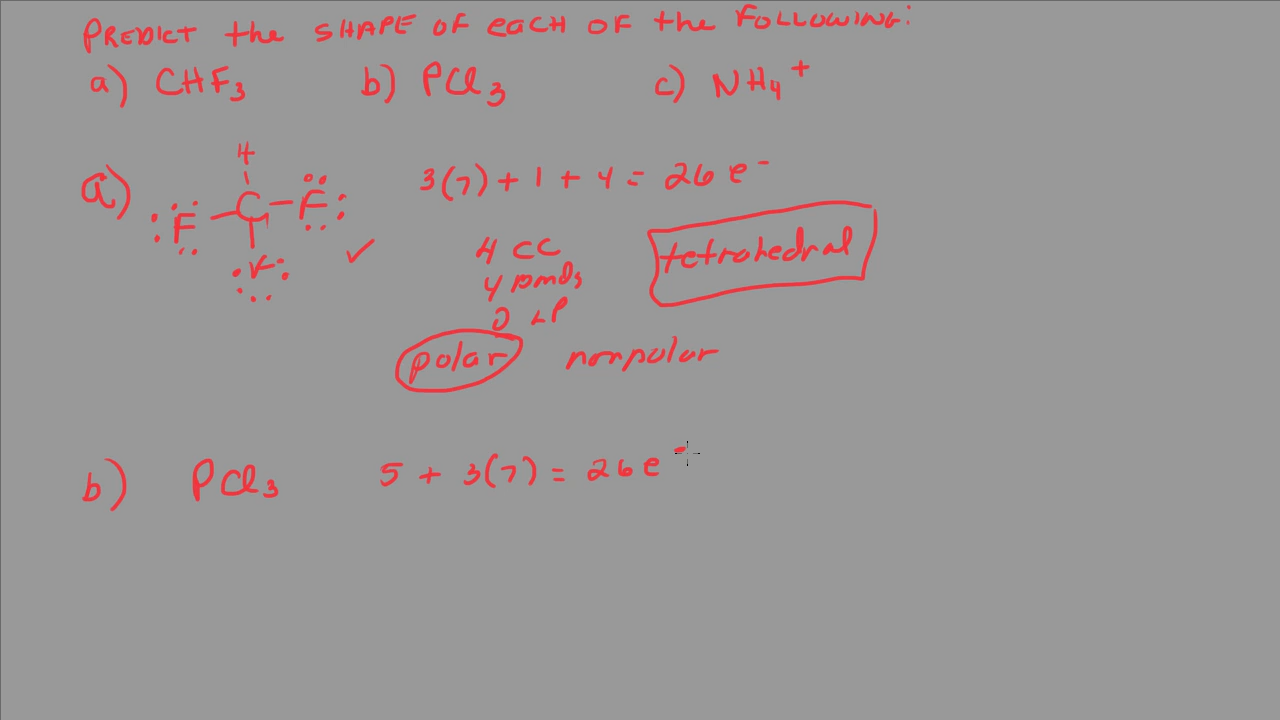 PREDICT the SHAPE OF eaCH OF the FOLLOWING:
a) CHF3 b) PCl3 c) NH4+
a) 3(7) + 1 + 4 = 26 e-
H
:F - C - F:
F
4 CC
4 bonds
0 LP
tetrohedral
polar nonpolar
b) PCl3 5 + 3(7) = 26 e-